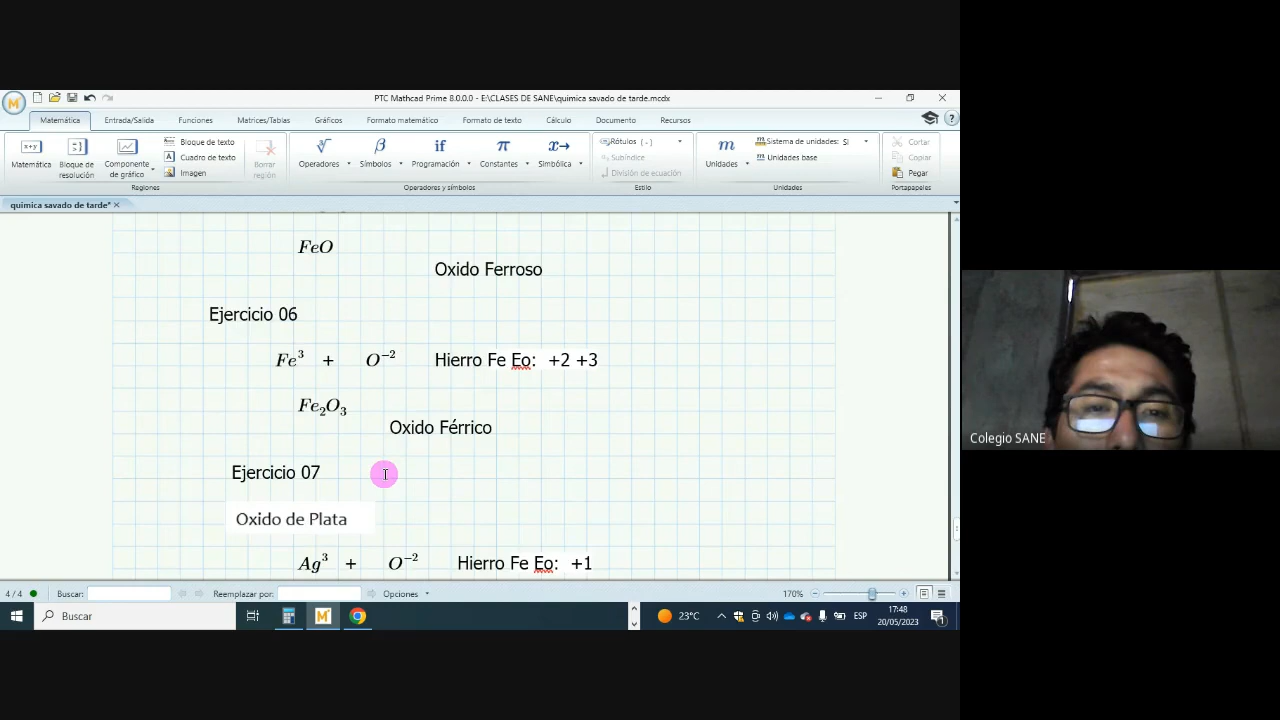 PTC Mathcad Prime 8.0.0.0 - E:\CLASES DE SANE\quimica savado de tarde.mcdx
Matemática Entrada/Salida Funciones Matrices/Tablas Gráficos Formato matemático Formato de texto Cálculo Documento Recursos
Matemática
Bloque de resolución
Componente de gráfico
Bloque de texto
Cuadro de texto
Imagen
Borrar región
Regiones
Operadores
Símbolos
Programación
Constantes
Simbólica
Operadores y símbolos
Rótulos ( - )
Subíndice
División de ecuación
Estilo
Unidades
Sistema de unidades: SI
Unidades base
Unidades
Cortar
Copiar
Pegar
Portapapeles
quimica savado de tarde*
FeO
Oxido Ferroso
Ejercicio 06
Fe³ + O⁻² Hierro Fe Eo: +2 +3
Fe₂O₃
Oxido Férrico
Ejercicio 07
Oxido de Plata
Ag³ + O⁻² Hierro Fe Eo: +1
4 / 4 Buscar: Reemplazar por: Opciones 170%
Buscar
23°C ESP 17:48
20/05/2023
Colegio SANE